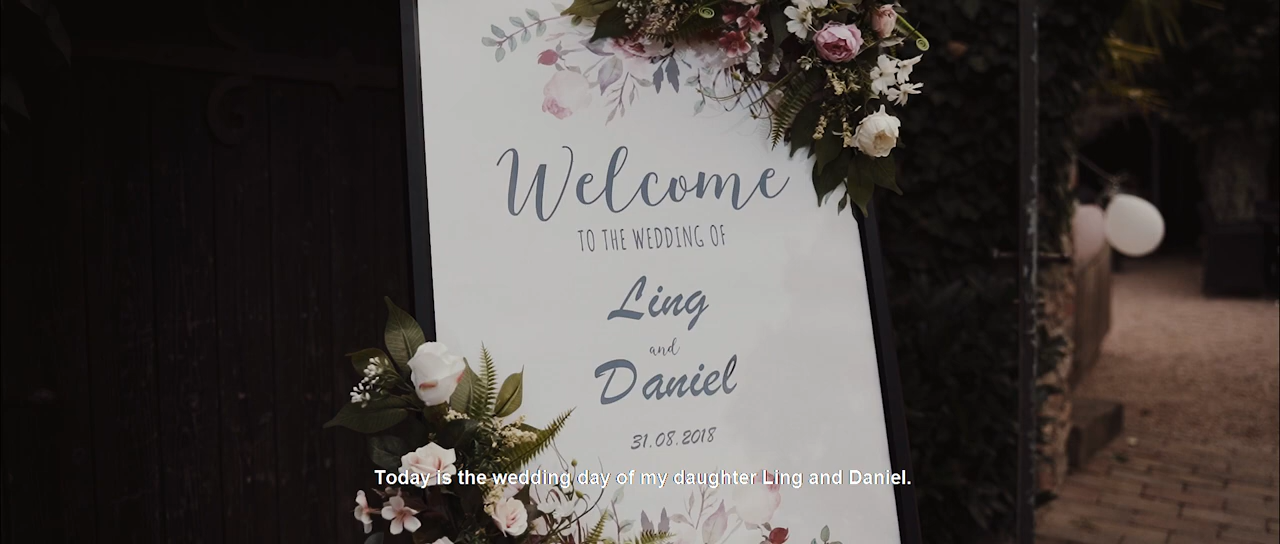 Welcome
TO THE WEDDING OF
Ling
and
Daniel
31.08.2018
Today is the wedding day of my daughter Ling and Daniel.